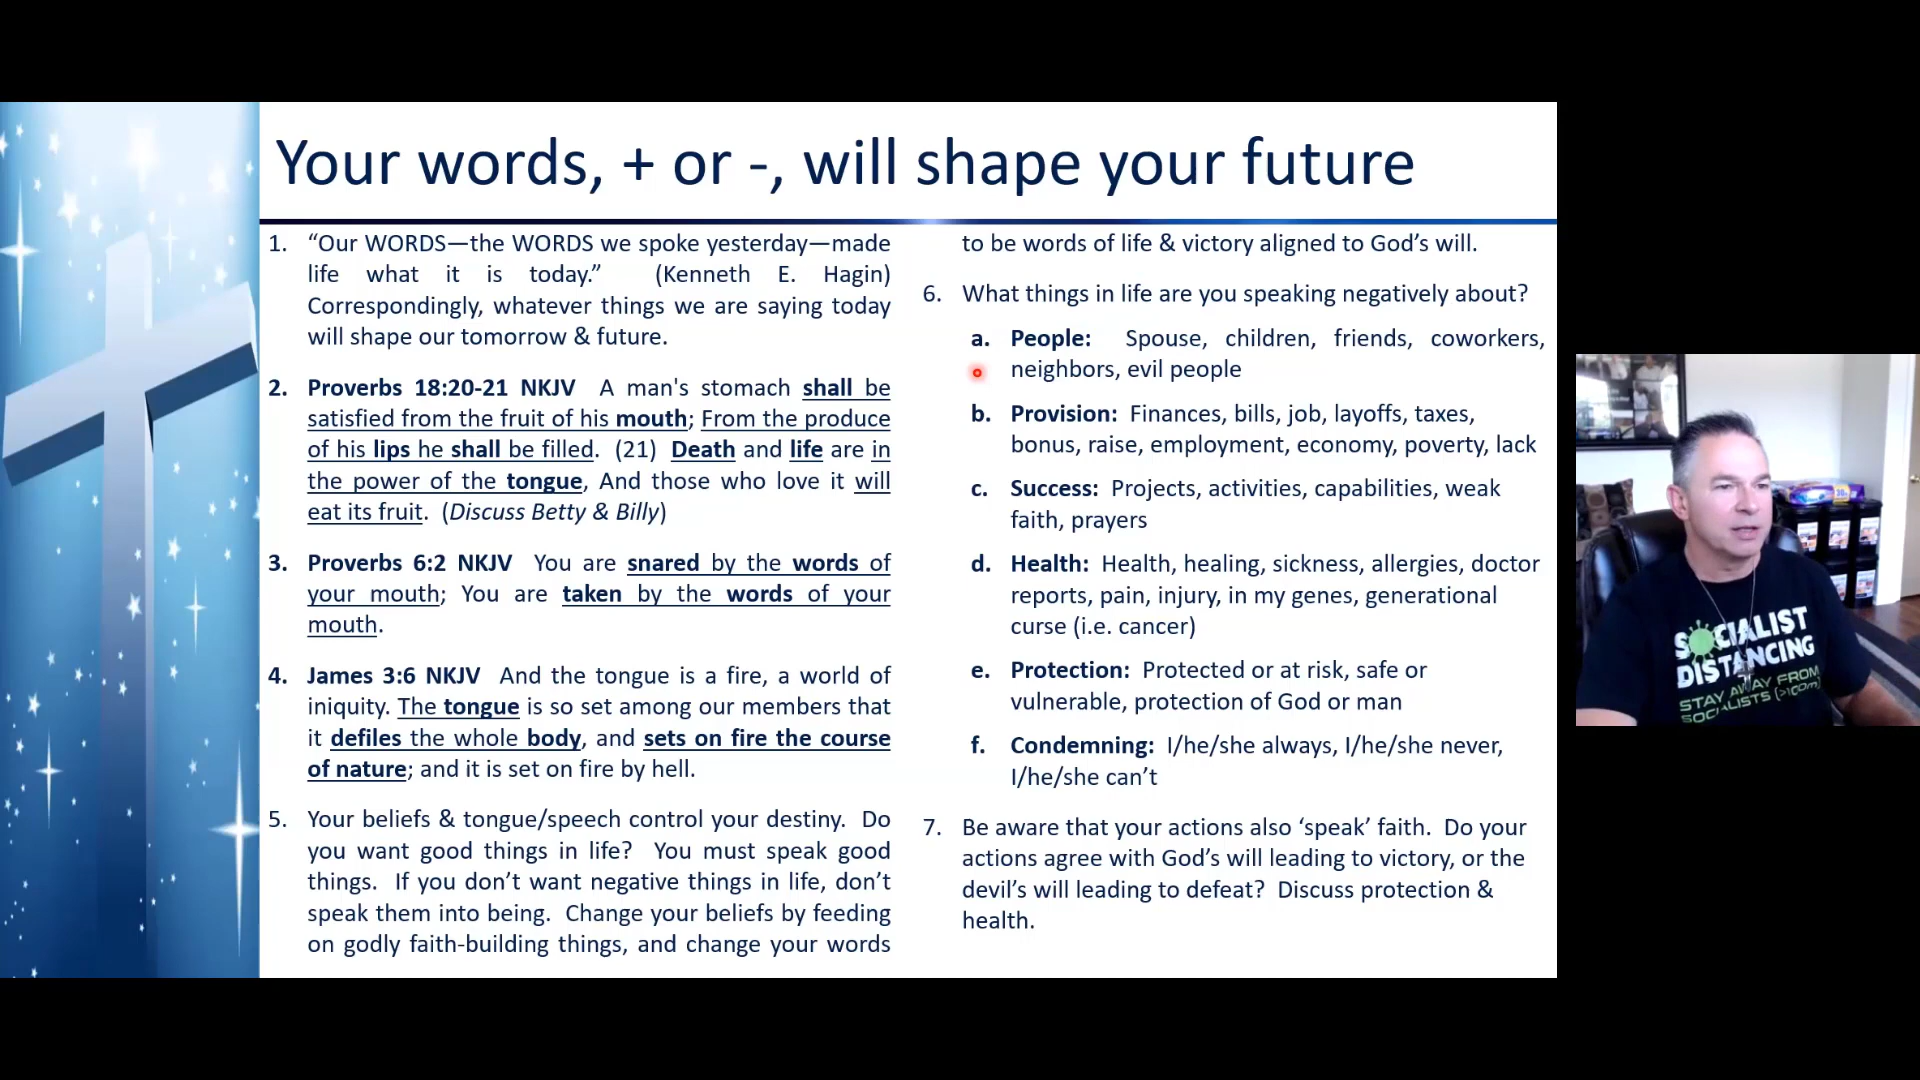 Your words, + or -, will shape your future
1. “Our WORDS—the WORDS we spoke yesterday—made
life what it is today.” (Kenneth E. Hagin)
Correspondingly, whatever things we are saying today
will shape our tomorrow & future.
2. Proverbs 18:20-21 NKJV A man's stomach shall be
satisfied from the fruit of his mouth; From the produce
of his lips he shall be filled. (21) Death and life are in
the power of the tongue, And those who love it will
eat its fruit. (Discuss Betty & Billy)
3. Proverbs 6:2 NKJV You are snared by the words of
your mouth; You are taken by the words of your
mouth.
4. James 3:6 NKJV And the tongue is a fire, a world of
iniquity. The tongue is so set among our members that
it defiles the whole body, and sets on fire the course
of nature; and it is set on fire by hell.
5. Your beliefs & tongue/speech control your destiny. Do
you want good things in life? You must speak good
things. If you don’t want negative things in life, don’t
speak them into being. Change your beliefs by feeding
on godly faith-building things, and change your words
to be words of life & victory aligned to God’s will.
6. What things in life are you speaking negatively about?
a. People: Spouse, children, friends, coworkers,
neighbors, evil people
b. Provision: Finances, bills, job, layoffs, taxes,
bonus, raise, employment, economy, poverty, lack
c. Success: Projects, activities, capabilities, weak
faith, prayers
d. Health: Health, healing, sickness, allergies, doctor
reports, pain, injury, in my genes, generational
curse (i.e. cancer)
e. Protection: Protected or at risk, safe or
vulnerable, protection of God or man
f. Condemning: I/he/she always, I/he/she never,
I/he/she can’t
7. Be aware that your actions also ‘speak’ faith. Do your
actions agree with God’s will leading to victory, or the
devil’s will leading to defeat? Discuss protection &
health.
SOCIALIST
DISTANCING
STAY AWAY FROM
SOCIALISTS (>100m)